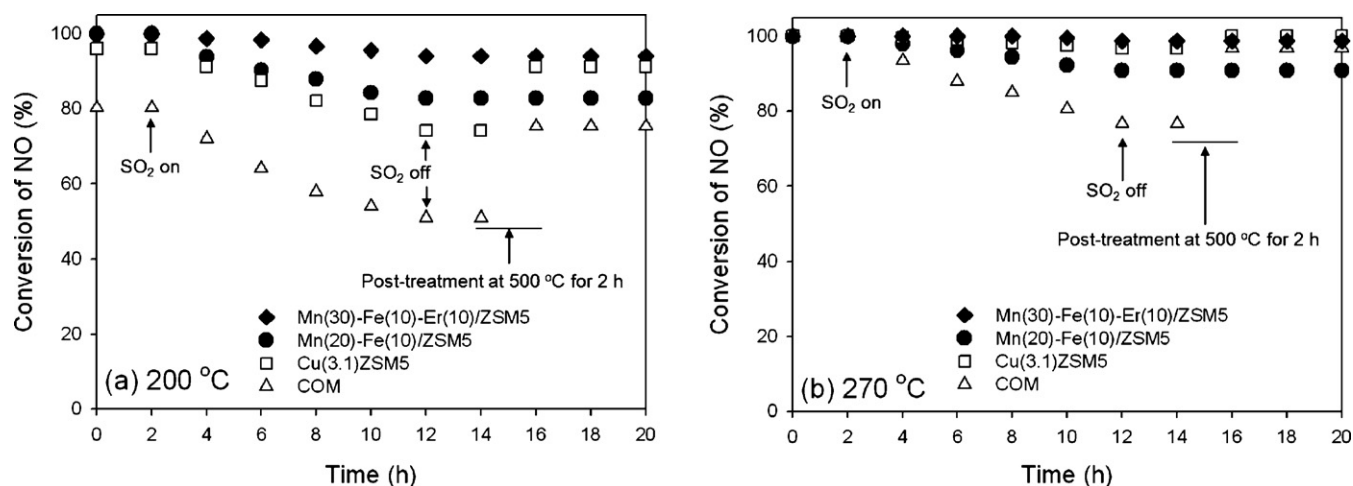 100
80
60
40
20
0
Conversion of NO (%)
SO2 on
SO2 off
Post-treatment at 500 °C for 2 h
Mn(30)-Fe(10)-Er(10)/ZSM5
Mn(20)-Fe(10)/ZSM5
Cu(3.1)ZSM5
COM
(a) 200 °C
0 2 4 6 8 10 12 14 16 18 20
Time (h)
100
80
60
40
20
0
Conversion of NO (%)
SO2 on
SO2 off
Post-treatment at 500 °C for 2 h
Mn(30)-Fe(10)-Er(10)/ZSM5
Mn(20)-Fe(10)/ZSM5
Cu(3.1)ZSM5
COM
(b) 270 °C
0 2 4 6 8 10 12 14 16 18 20
Time (h)